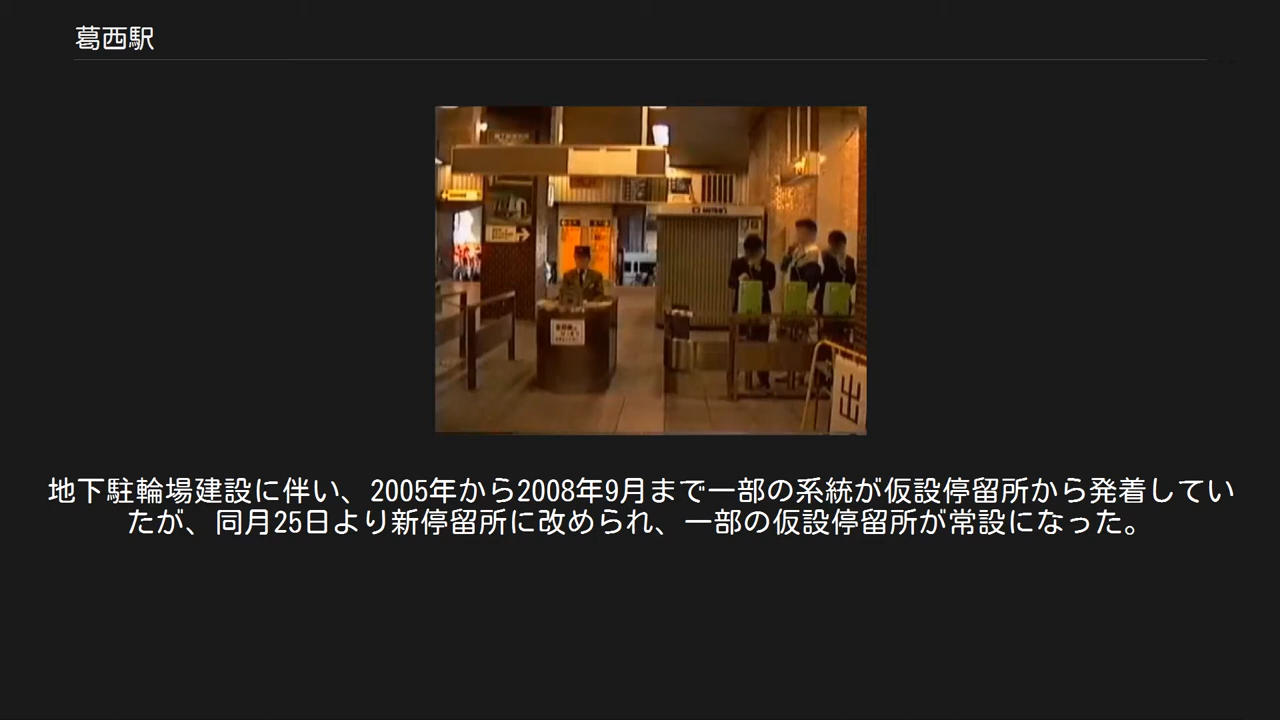 葛西駅
出
地下駐輪場建設に伴い、2005年から2008年9月まで一部の系統が仮設停留所から発着してい
たが、同月25日より新停留所に改められ、一部の仮設停留所が常設になった。